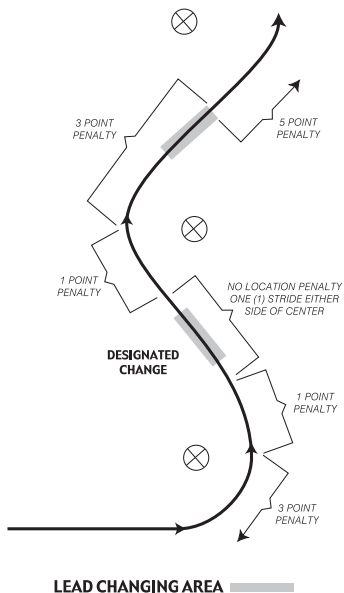 3 POINT
PENALTY
5 POINT
PENALTY
1 POINT
PENALTY
NO LOCATION PENALTY
ONE (1) STRIDE EITHER
SIDE OF CENTER
DESIGNATED
CHANGE
1 POINT
PENALTY
3 POINT
PENALTY
LEAD CHANGING AREA